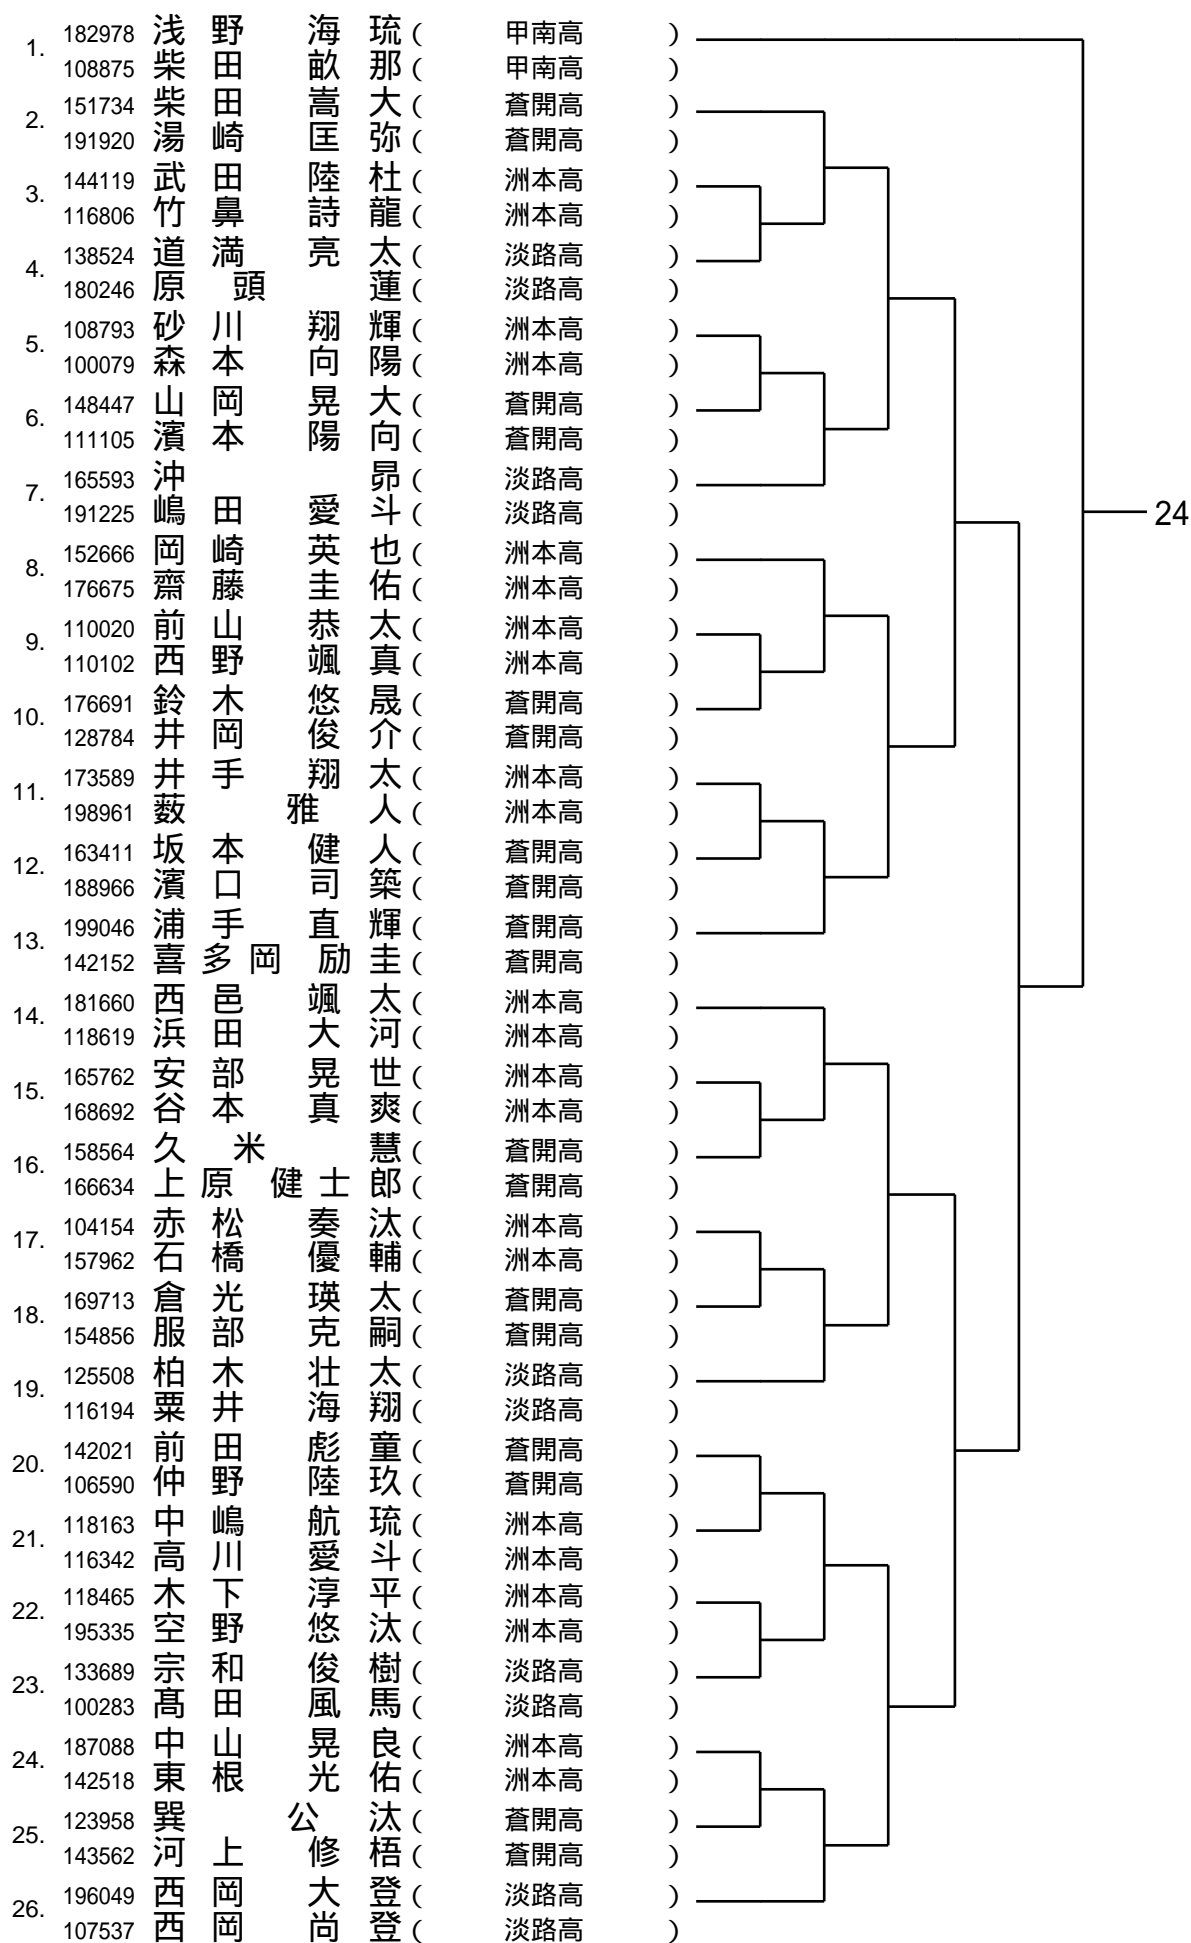 1. 182978 浅野 海琉 ( 甲南高 )
108875 柴田 畝那 ( 甲南高 )
2. 151734 柴田 嵩大 ( 蒼開高 )
191920 湯崎 匡弥 ( 蒼開高 )
3. 144119 武田 陸杜 ( 洲本高 )
116806 竹鼻 詩龍 ( 洲本高 )
4. 138524 道満 亮太 ( 淡路高 )
180246 原頭 蓮 ( 淡路高 )
5. 108793 砂川 翔輝 ( 洲本高 )
100079 森本 向陽 ( 洲本高 )
6. 148447 山岡 晃大 ( 蒼開高 )
111105 濱本 陽向 ( 蒼開高 )
7. 165593 沖 昴 ( 淡路高 )
191225 嶋田 愛斗 ( 淡路高 )
24
8. 152666 岡崎 英也 ( 洲本高 )
176675 齋藤 圭佑 ( 洲本高 )
9. 110020 前山 恭太 ( 洲本高 )
110102 西野 颯真 ( 洲本高 )
10. 176691 鈴木 悠晟 ( 蒼開高 )
128784 井岡 俊介 ( 蒼開高 )
11. 173589 井手 翔太 ( 洲本高 )
198961 薮 雅人 ( 洲本高 )
12. 163411 坂本 健人 ( 蒼開高 )
188966 濱口 司築 ( 蒼開高 )
13. 199046 浦手 直輝 ( 蒼開高 )
142152 喜多岡 励圭 ( 蒼開高 )
14. 181660 西邑 颯太 ( 洲本高 )
118619 浜田 大河 ( 洲本高 )
15. 165762 安部 晃世 ( 洲本高 )
168692 谷本 真爽 ( 洲本高 )
16. 158564 久米 慧 ( 蒼開高 )
166634 上原 健士郎 ( 蒼開高 )
17. 104154 赤松 奏汰 ( 洲本高 )
157962 石橋 優輔 ( 洲本高 )
18. 169713 倉光 瑛太 ( 蒼開高 )
154856 服部 克嗣 ( 蒼開高 )
19. 125508 柏木 壮太 ( 淡路高 )
116194 粟井 海翔 ( 淡路高 )
20. 142021 前田 彪童 ( 蒼開高 )
106590 仲野 陸玖 ( 蒼開高 )
21. 118163 中嶋 航琉 ( 洲本高 )
116342 高川 愛斗 ( 洲本高 )
22. 118465 木下 淳平 ( 洲本高 )
195335 空野 悠汰 ( 洲本高 )
23. 133689 宗和 俊樹 ( 淡路高 )
100283 髙田 風馬 ( 淡路高 )
24. 187088 中山 晃良 ( 洲本高 )
142518 東根 光佑 ( 洲本高 )
25. 123958 巽 公汰 ( 蒼開高 )
143562 河上 修梧 ( 蒼開高 )
26. 196049 西岡 大登 ( 淡路高 )
107537 西岡 尚登 ( 淡路高 )